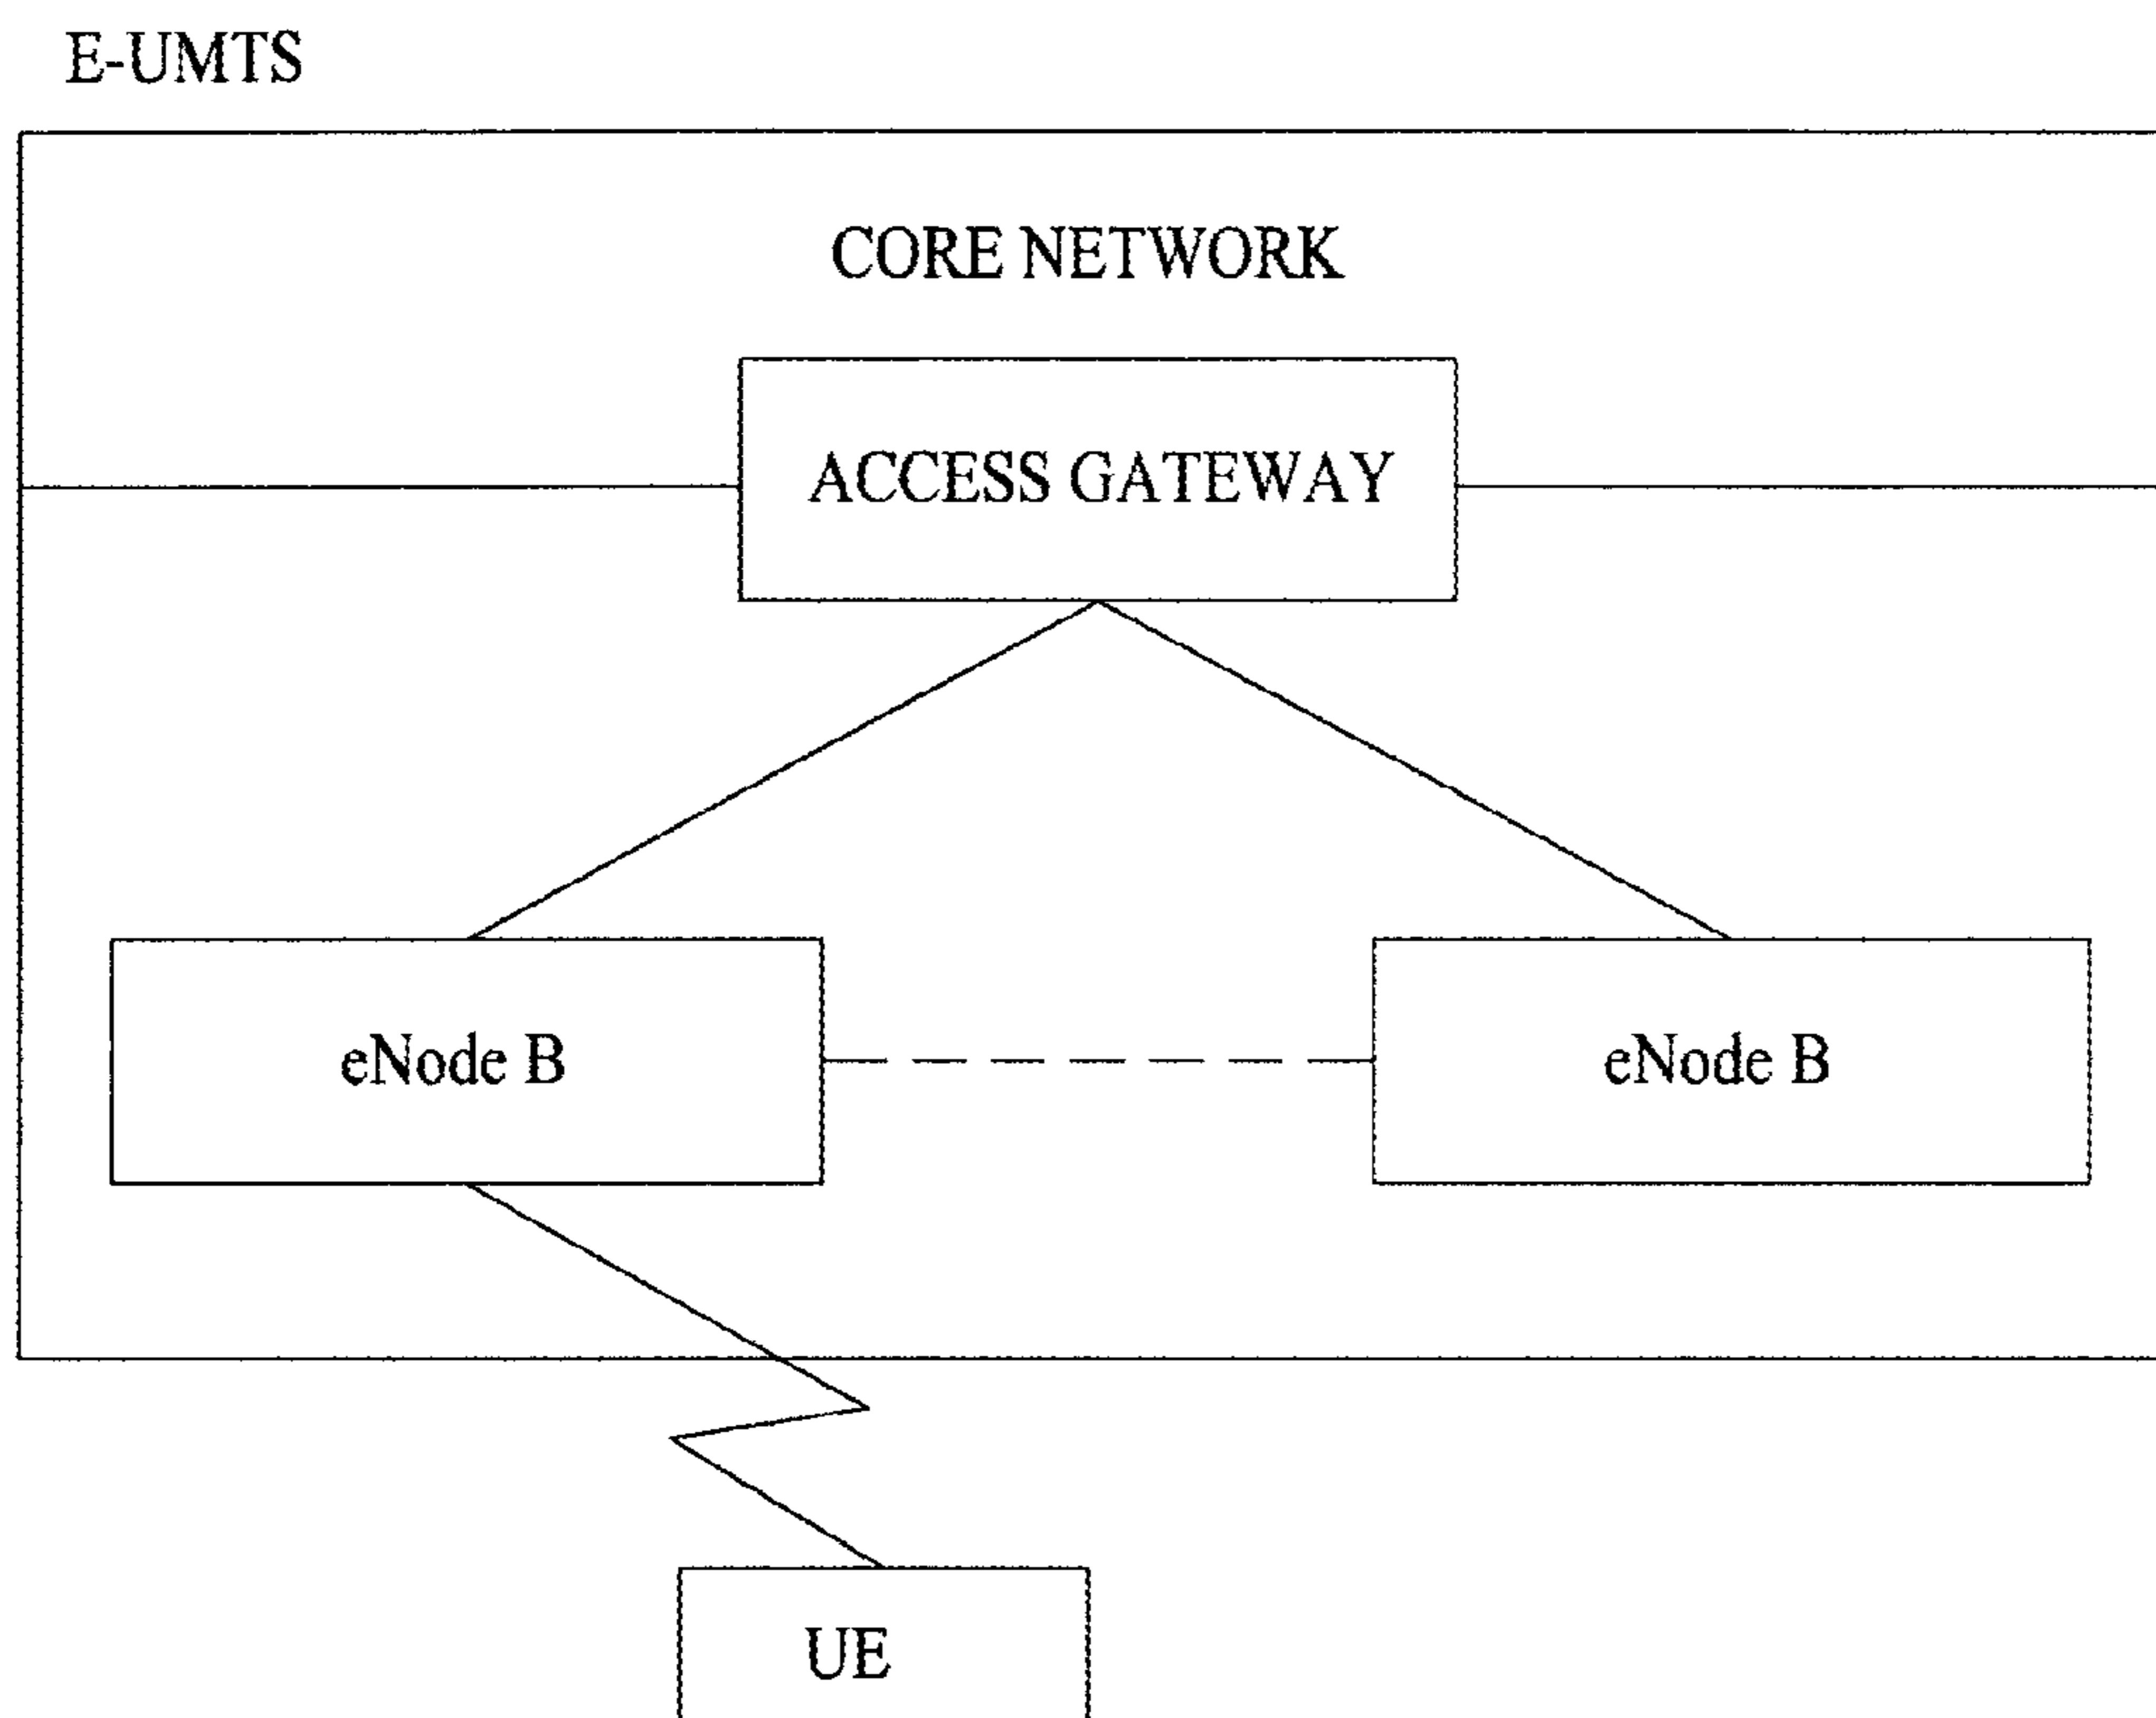 E-UMTS
CORE NETWORK
ACCESS GATEWAY
eNode B
eNode B
UE